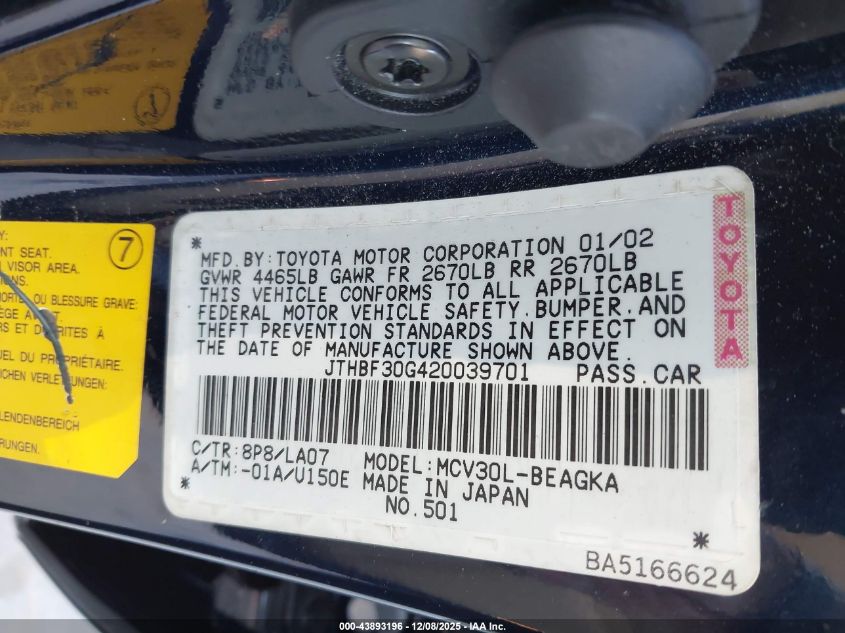 7
Y:
NT SEAT.
VISOR AREA.
MORTE, OU BLESSURE GRAVE:
UEL DU PROPRIÉTAIRE.
EICHEN VERLETZUNGEN:
LENDENBEREICH
FFÜHRUNGEN.
*
MFD. BY: TOYOTA MOTOR CORPORATION 01/02
GVWR 4465LB GAWR FR 2670LB RR 2670LB
THIS VEHICLE CONFORMS TO ALL APPLICABLE
FEDERAL MOTOR VEHICLE SAFETY, BUMPER, AND
THEFT PREVENTION STANDARDS IN EFFECT ON
THE DATE OF MANUFACTURE SHOWN ABOVE.
JTHBF30G420039701 PASS. CAR
C/TR: 8P8/LA07 MODEL: MCV30L-BEAGKA
A/TM: -01A/U150E MADE IN JAPAN
* NO. 501 *
BA5166624
TOYOTA
000-43893196 • 12/08/2025 - IAA Inc.